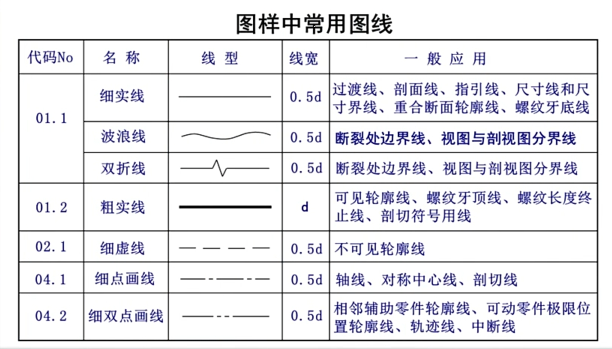 图样中常用图线
代码No 名 称 线 型 线宽 一 般 应 用
01.1
细实线 0.5d 过渡线、剖面线、指引线、尺寸线和尺
寸界线、重合断面轮廓线、螺纹牙底线
波浪线 0.5d 断裂处边界线、视图与剖视图分界线
双折线 0.5d 断裂处边界线、视图与剖视图分界线
01.2 粗实线 d 可见轮廓线、螺纹牙顶线、螺纹长度终
止线、剖切符号用线
02.1 细虚线 0.5d 不可见轮廓线
04.1 细点画线 0.5d 轴线、对称中心线、剖切线
04.2 细双点画线 0.5d 相邻辅助零件轮廓线、可动零件极限位
置轮廓线、轨迹线、中断线